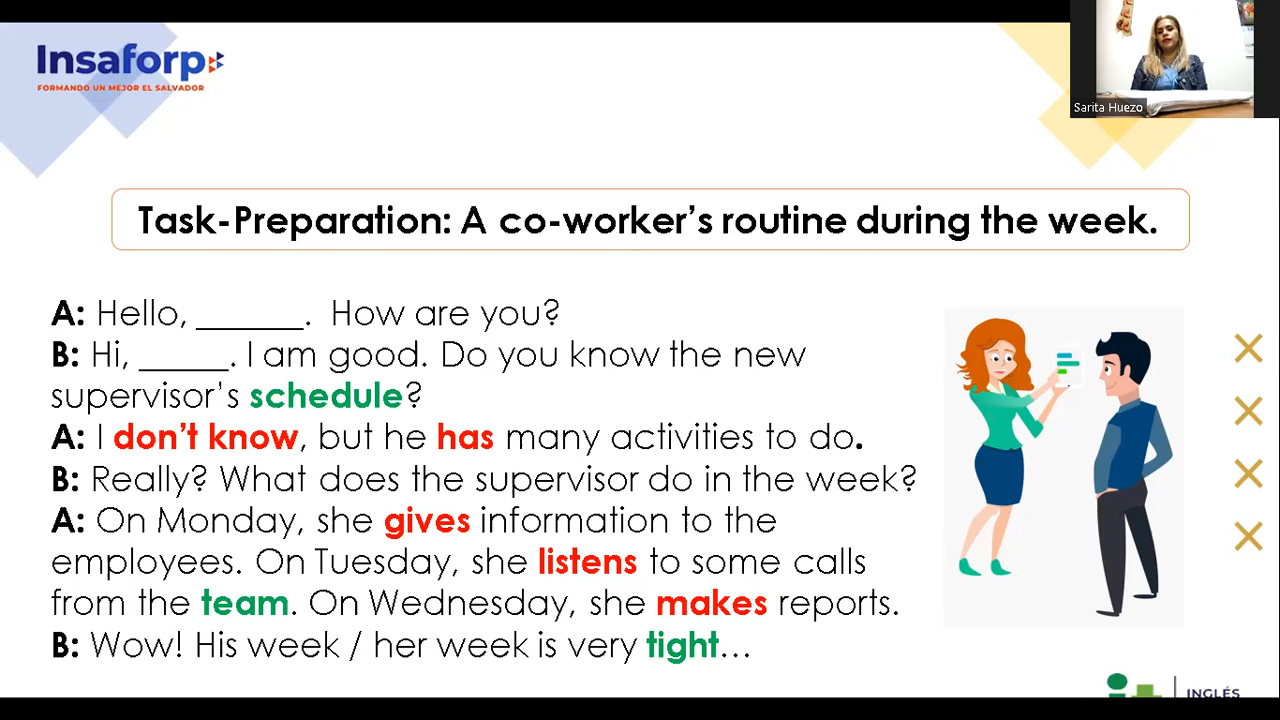 Insaforp
FORMANDO UN MEJOR EL SALVADOR
Sarita Huezo
Task-Preparation: A co-worker's routine during the week.
A: Hello, ______. How are you?
B: Hi, _____. I am good. Do you know the new
supervisor's schedule?
A: I don't know, but he has many activities to do.
B: Really? What does the supervisor do in the week?
A: On Monday, she gives information to the
employees. On Tuesday, she listens to some calls
from the team. On Wednesday, she makes reports.
B: Wow! His week / her week is very tight…
INGLÉS